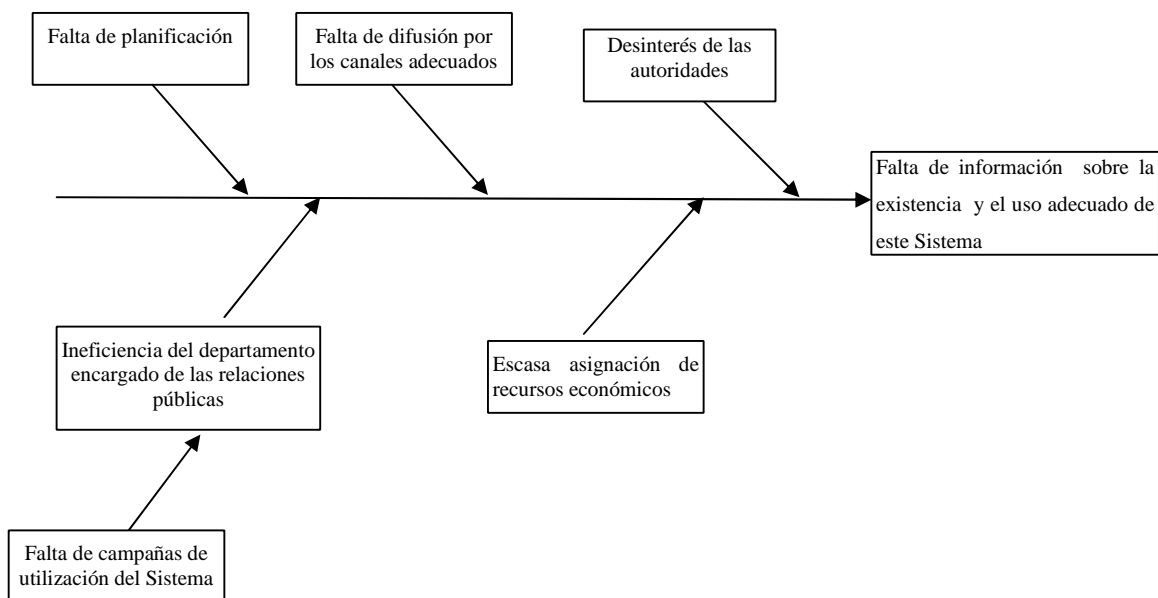 Falta de planificación
Falta de difusión por
los canales adecuados
Desinterés de las
autoridades
Falta de información sobre la
existencia y el uso adecuado de
este Sistema
Ineficiencia del departamento
encargado de las relaciones
públicas
Escasa asignación de
recursos económicos
Falta de campañas de
utilización del Sistema